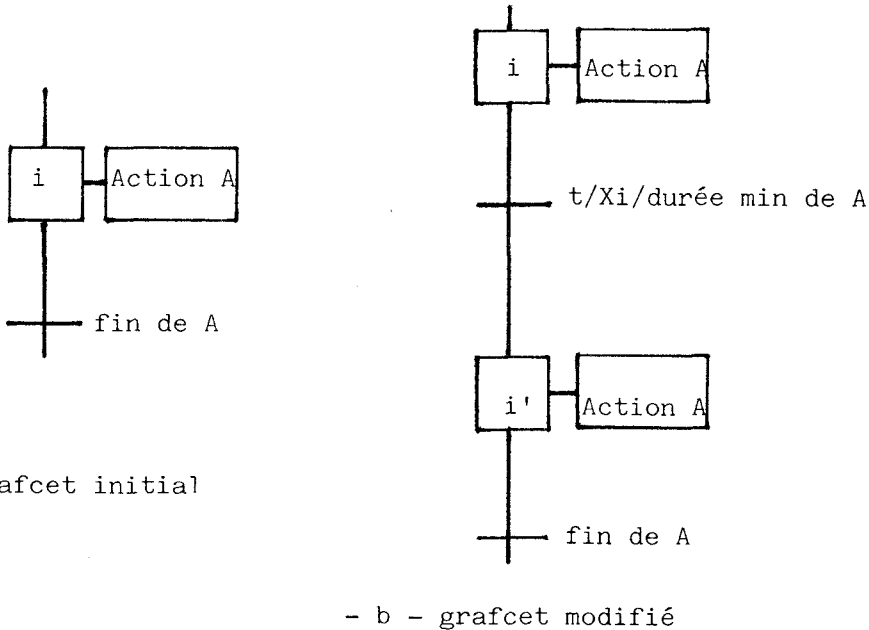 i
Action A
fin de A
afcet initial
i
Action A
t/Xi/durée min de A
i'
Action A
fin de A
- b - grafcet modifié